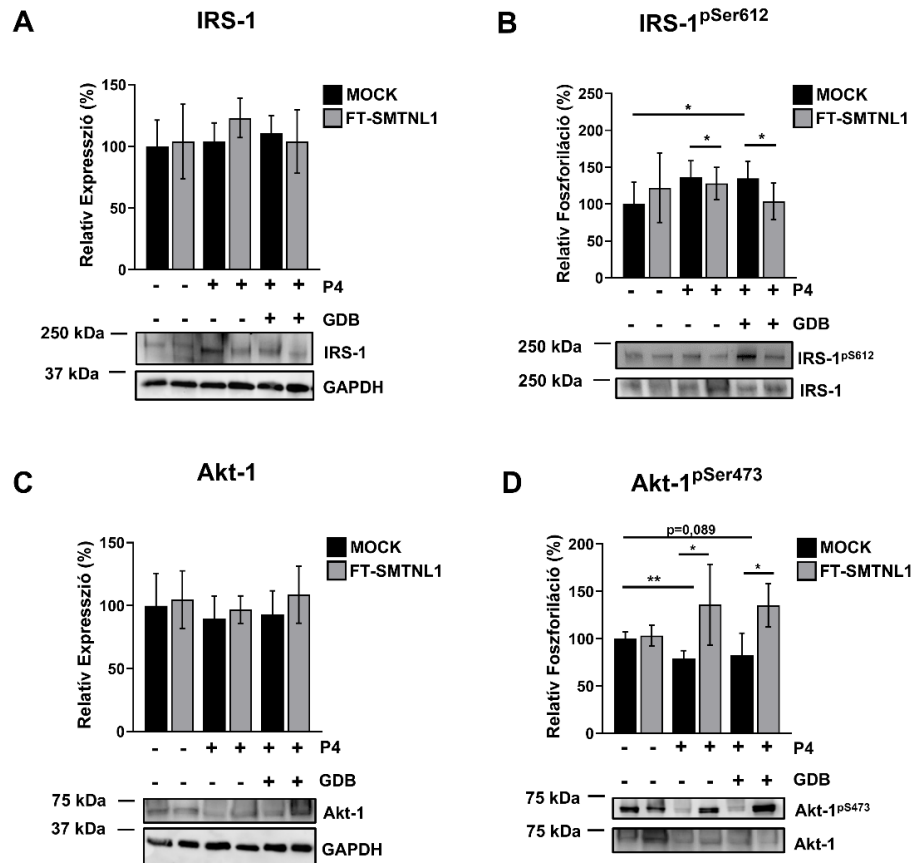 A
IRS-1
Relatív Expresszió (%)
150
100
50
0
MOCK
FT-SMTNL1
- - + + + + P4
- - - - + + GDB
250 kDa
IRS-1
37 kDa
GAPDH
B
IRS-1pSer612
Relatív Foszforiláció (%)
250
200
150
100
50
0
*
*
*
MOCK
FT-SMTNL1
- - + + + + P4
- - - - + + GDB
250 kDa
IRS-1pS612
250 kDa
IRS-1
C
Akt-1
Relatív Expresszió (%)
150
100
50
0
MOCK
FT-SMTNL1
- - + + + + P4
- - - - + + GDB
75 kDa
Akt-1
37 kDa
GAPDH
D
Akt-1pSer473
Relatív Foszforiláció (%)
200
150
100
50
0
p=0,089
*
**
*
MOCK
FT-SMTNL1
- - + + + + P4
- - - - + + GDB
75 kDa
Akt-1pS473
75 kDa
Akt-1